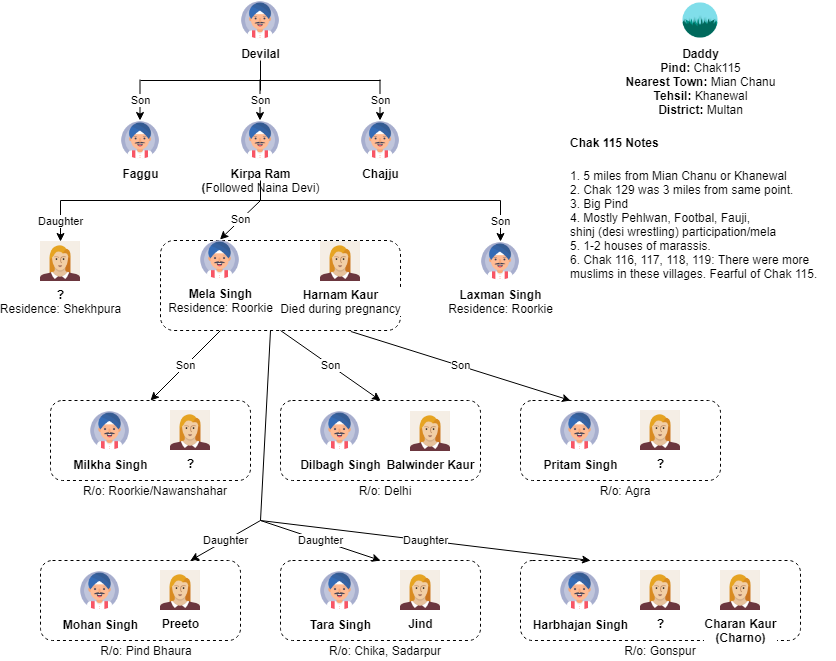 Devilal
Daddy
Pind: Chak115
Nearest Town: Mian Chanu
Tehsil: Khanewal
District: Multan
Son
Son
Son
Faggu
Kirpa Ram
(Followed Naina Devi)
Chajju
Chak 115 Notes
1. 5 miles from Mian Chanu or Khanewal
2. Chak 129 was 3 miles from same point.
3. Big Pind
4. Mostly Pehlwan, Footbal, Fauji,
shinj (desi wrestling) participation/mela
5. 1-2 houses of marassis.
6. Chak 116, 117, 118, 119: There were more
muslims in these villages. Fearful of Chak 115.
Daughter
Son
Son
?
Residence: Shekhpura
Mela Singh
Residence: Roorkie
Harnam Kaur
Died during pregnancy
Laxman Singh
Residence: Roorkie
Son
Son
Son
Milkha Singh
?
R/o: Roorkie/Nawanshahar
Dilbagh Singh
Balwinder Kaur
R/o: Delhi
Pritam Singh
?
R/o: Agra
Daughter
Daughter
Daughter
Mohan Singh
Preeto
R/o: Pind Bhaura
Tara Singh
Jind
R/o: Chika, Sadarpur
Harbhajan Singh
?
Charan Kaur
(Charno)
R/o: Gonspur